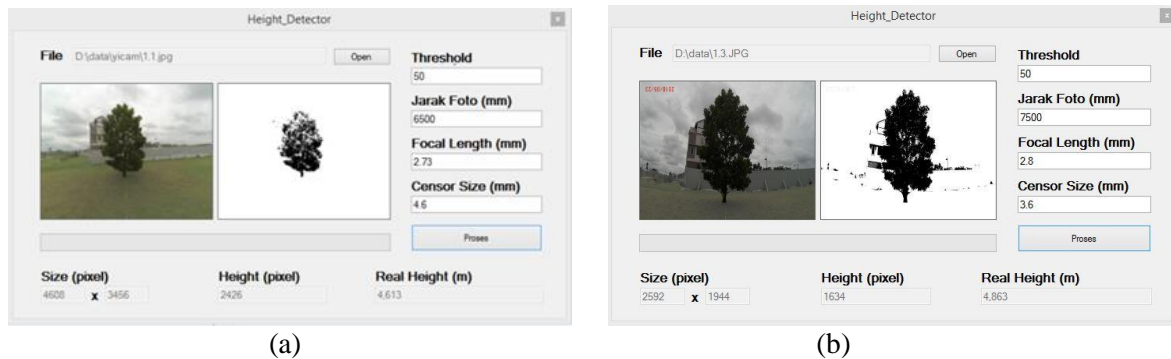 Height_Detector
x
File D:\data\yicam\1.1.jpg Open
Threshold
50
Jarak Foto (mm)
6500
Focal Length (mm)
2.73
Censor Size (mm)
4.6
Proses
Size (pixel) Height (pixel) Real Height (m)
4608 x 3456 2426 4,613
(a)
Height_Detector
x
File D:\data\1.3.JPG Open
Threshold
50
Jarak Foto (mm)
7500
Focal Length (mm)
2.8
Censor Size (mm)
3.6
Proses
Size (pixel) Height (pixel) Real Height (m)
2592 x 1944 1634 4,863
(b)